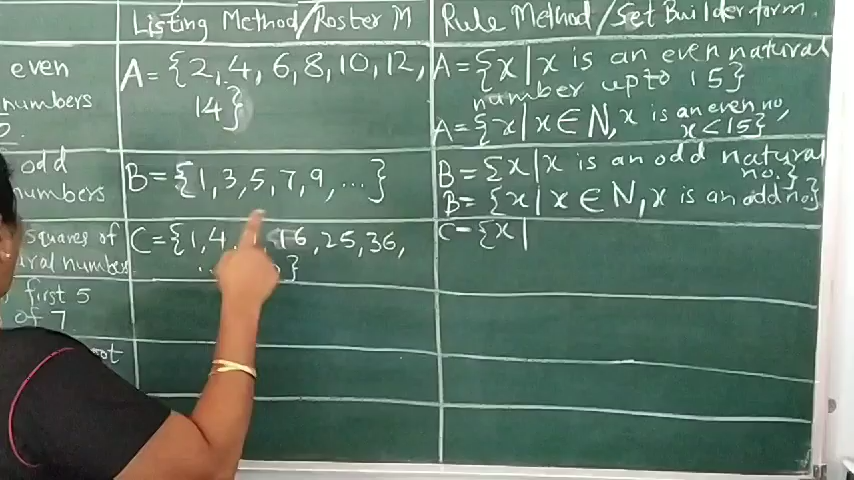 Listing Method/Roster M
Rule Method/Set Builder form
even
numbers
A = {2, 4, 6, 8, 10, 12,
14}
A = {x | x is an even natural
number upto 15}
A = {x | x ∈ N, x is an even no,
x < 15}
odd
numbers
B = {1, 3, 5, 7, 9, ...}
B = {x | x is an odd natural
no.}
B = {x | x ∈ N, x is an odd no.}
squares of
ural numbers
C = {1, 4, 16, 25, 36,
}
C = {x |
first 5
of 7